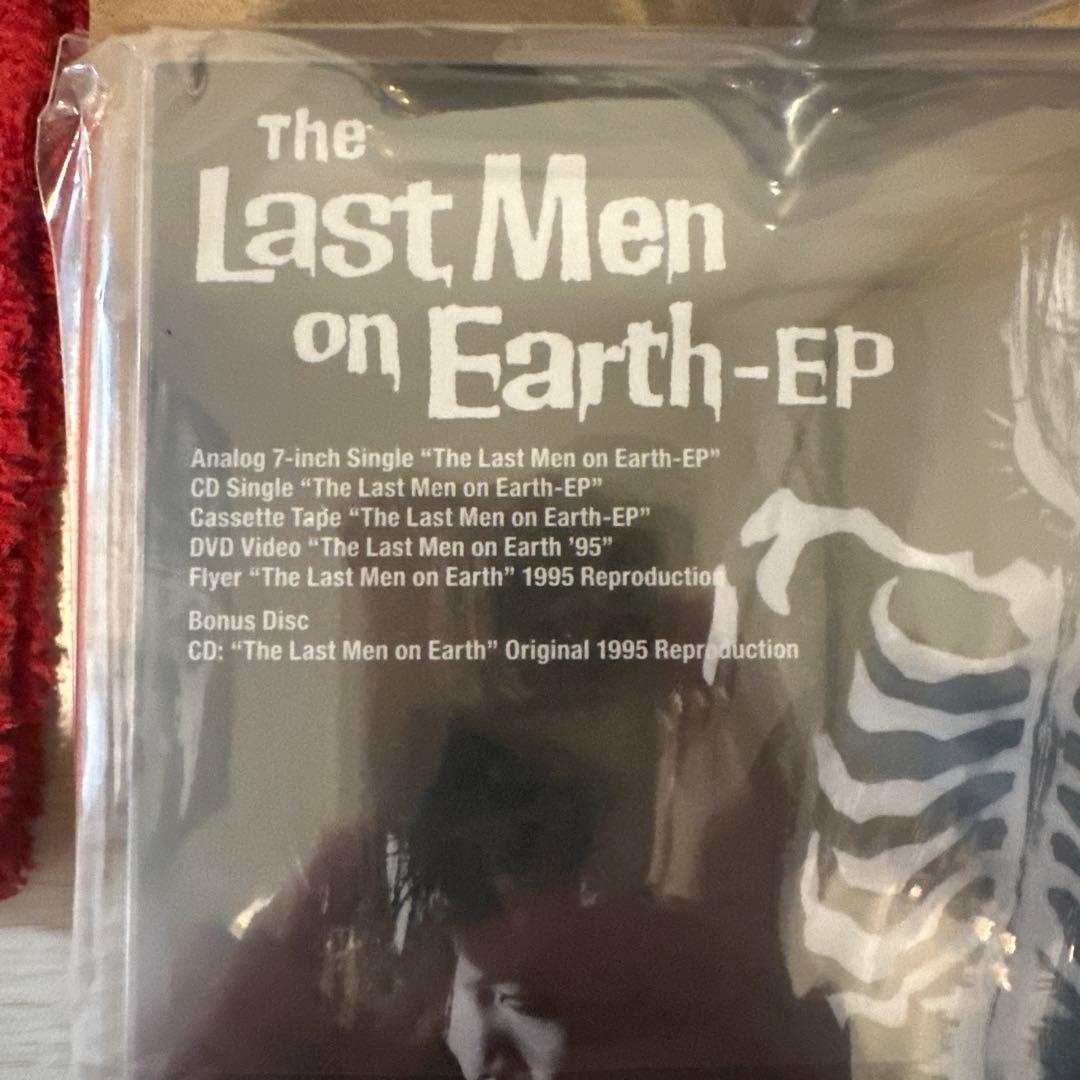 The
Last Men
on Earth-EP
Analog 7-inch Single “The Last Men on Earth-EP”
CD Single “The Last Men on Earth-EP”
Cassette Tape “The Last Men on Earth-EP”
DVD Video “The Last Men on Earth ’95”
Flyer “The Last Men on Earth” 1995 Reproduction
Bonus Disc
CD: “The Last Men on Earth” Original 1995 Reproduction